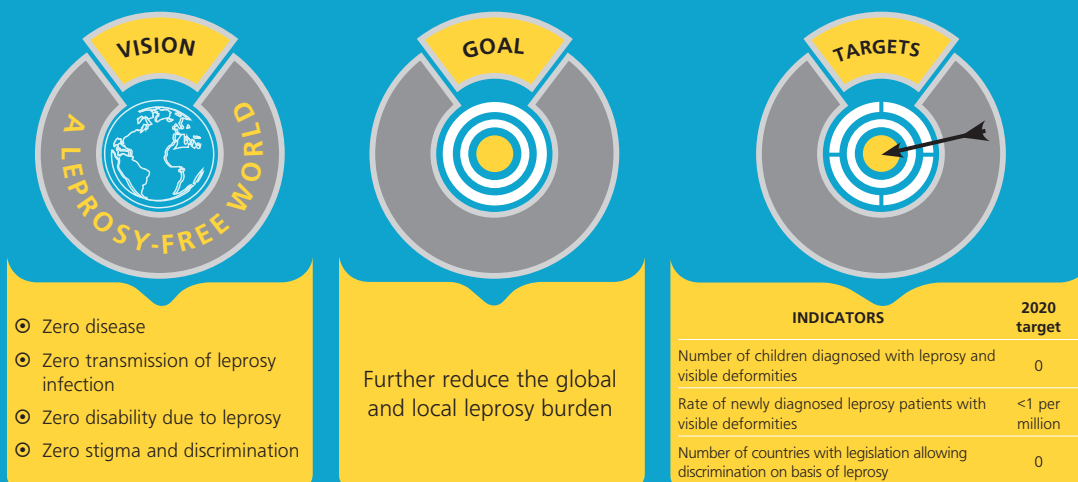 VISION
A LEPROSY-FREE WORLD
Zero disease
Zero transmission of leprosy
infection
Zero disability due to leprosy
Zero stigma and discrimination
GOAL
Further reduce the global
and local leprosy burden
TARGETS
INDICATORS
2020
target
Number of children diagnosed with leprosy and
visible deformities
0
Rate of newly diagnosed leprosy patients with
visible deformities
<1 per
million
Number of countries with legislation allowing
discrimination on basis of leprosy
0